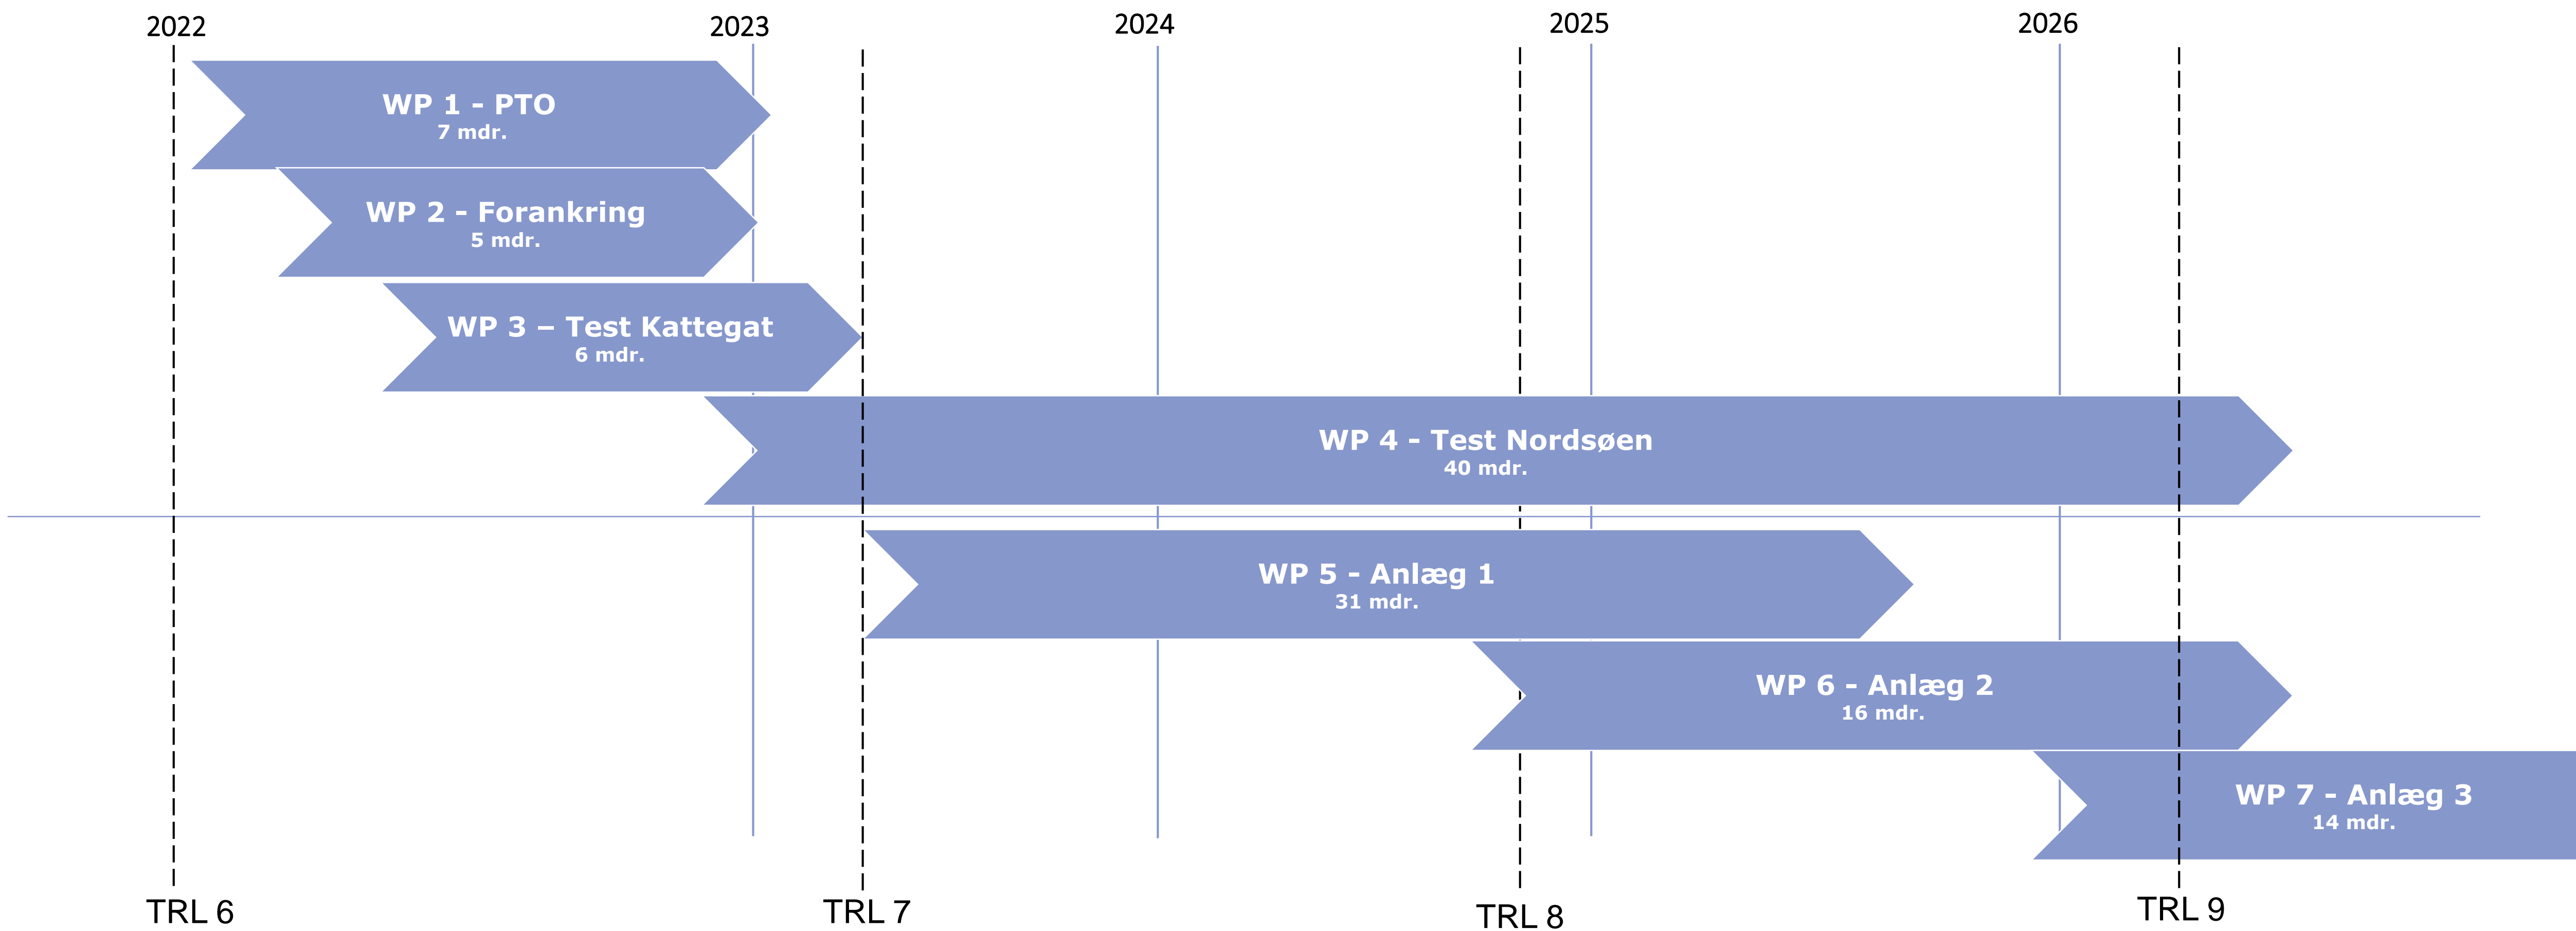 2022
2023
2024
2025
2026
WP 1 - PTO
7 mdr.
WP 2 - Forankring
5 mdr.
WP 3 – Test Kattegat
6 mdr.
WP 4 - Test Nordsøen
40 mdr.
WP 5 - Anlæg 1
31 mdr.
WP 6 - Anlæg 2
16 mdr.
WP 7 - Anlæg 3
14 mdr.
TRL 6
TRL 7
TRL 8
TRL 9